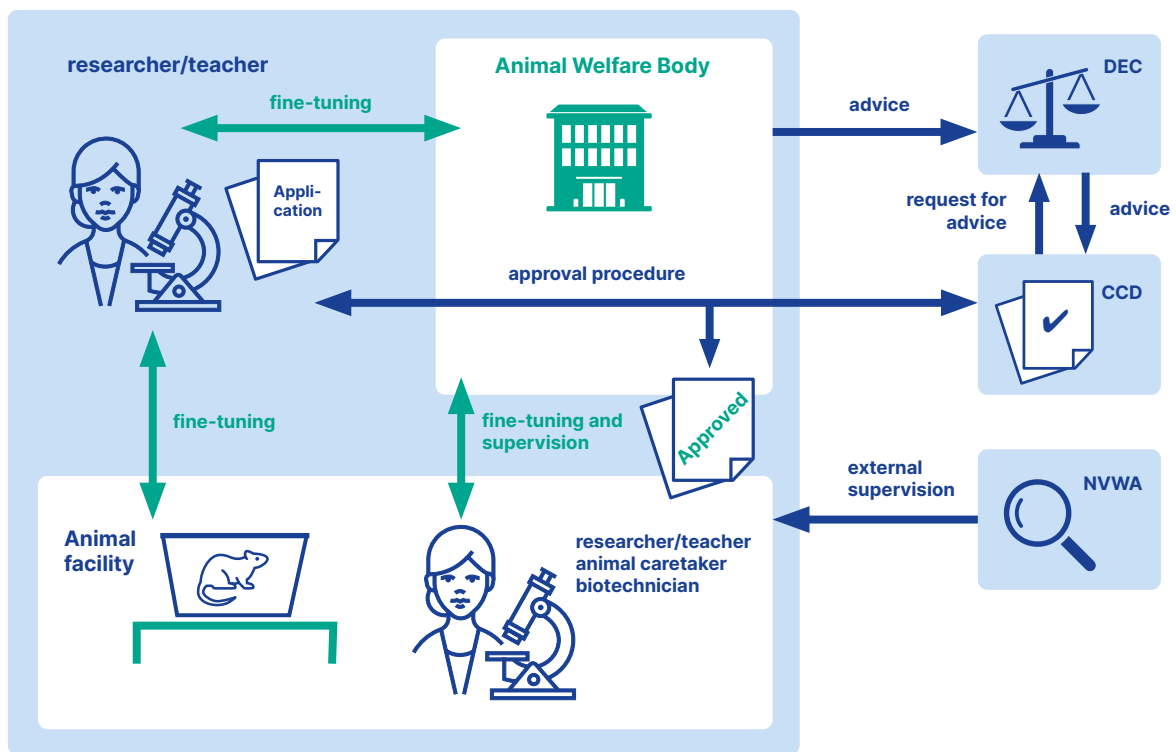 researcher/teacher
Animal Welfare Body
DEC
fine-tuning
advice
Appli-
cation
request for
advice
advice
approval procedure
CCD
Approved
fine-tuning
fine-tuning and
supervision
external
supervision
NVWA
Animal
facility
researcher/teacher
animal caretaker
biotechnician